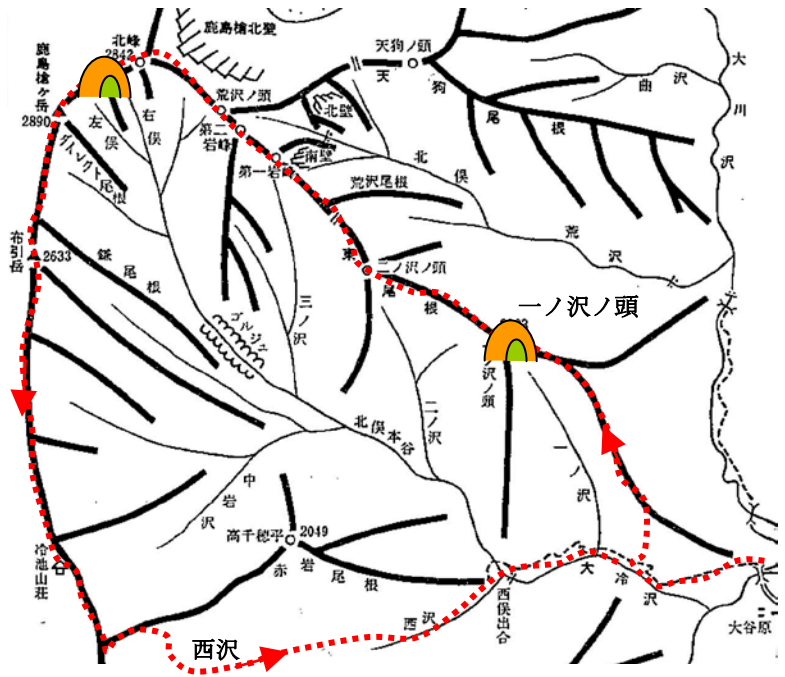 鹿島槍北壁
北峰
2842
天狗ノ頭
天狗尾根
曲沢
大川沢
鹿島槍ヶ岳
2890
荒沢ノ頭
左俣
右俣
第二岩峰
第一岩峰
北壁
南壁
北俣
荒沢尾根
荒沢
ダイレクト尾根
布引岳
2633
鎌尾根
東尾根
二ノ沢ノ頭
一ノ沢ノ頭
沢ノ頭
三ノ沢
ゴルジュ
二ノ沢
一ノ沢
北俣本谷
中岩沢
高千穂平
2049
赤岩尾根
冷池山荘
西俣出合
大冷沢
西沢
西沢
大谷原